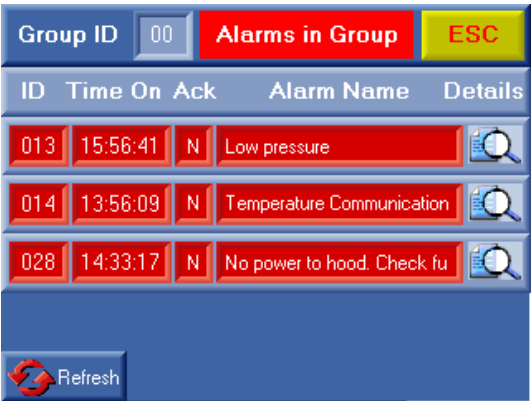 Group ID 00 Alarms in Group ESC
ID Time On Ack Alarm Name Details
013 15:56:41 N Low pressure
014 13:56:09 N Temperature Communication
028 14:33:17 N No power to hood. Check fu
Refresh